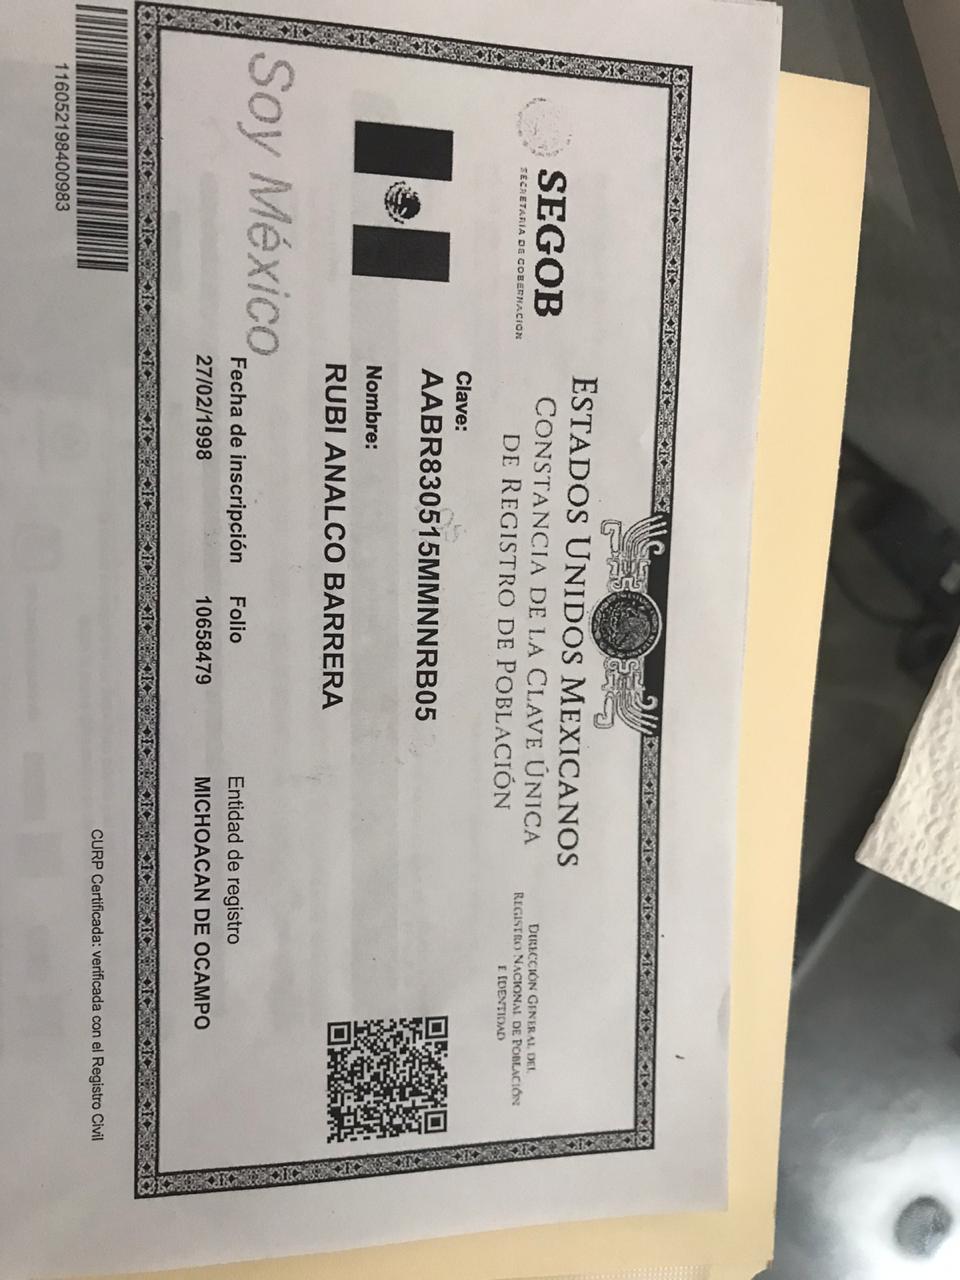 ESTADOS UNIDOS MEXICANOS
CONSTANCIA DE LA CLAVE ÚNICA
DE REGISTRO DE POBLACIÓN
SEGOB
SECRETARÍA DE GOBERNACIÓN
DIRECCIÓN GENERAL DEL
REGISTRO NACIONAL DE POBLACIÓN
E IDENTIDAD
Clave:
AABR830515MMNNRB05
Nombre:
RUBI ANALCO BARRERA
Soy México
Fecha de inscripción Folio Entidad de registro
27/02/1998 10658479 MICHOACAN DE OCAMPO
116052198400983
CURP Certificada: verificada con el Registro Civil